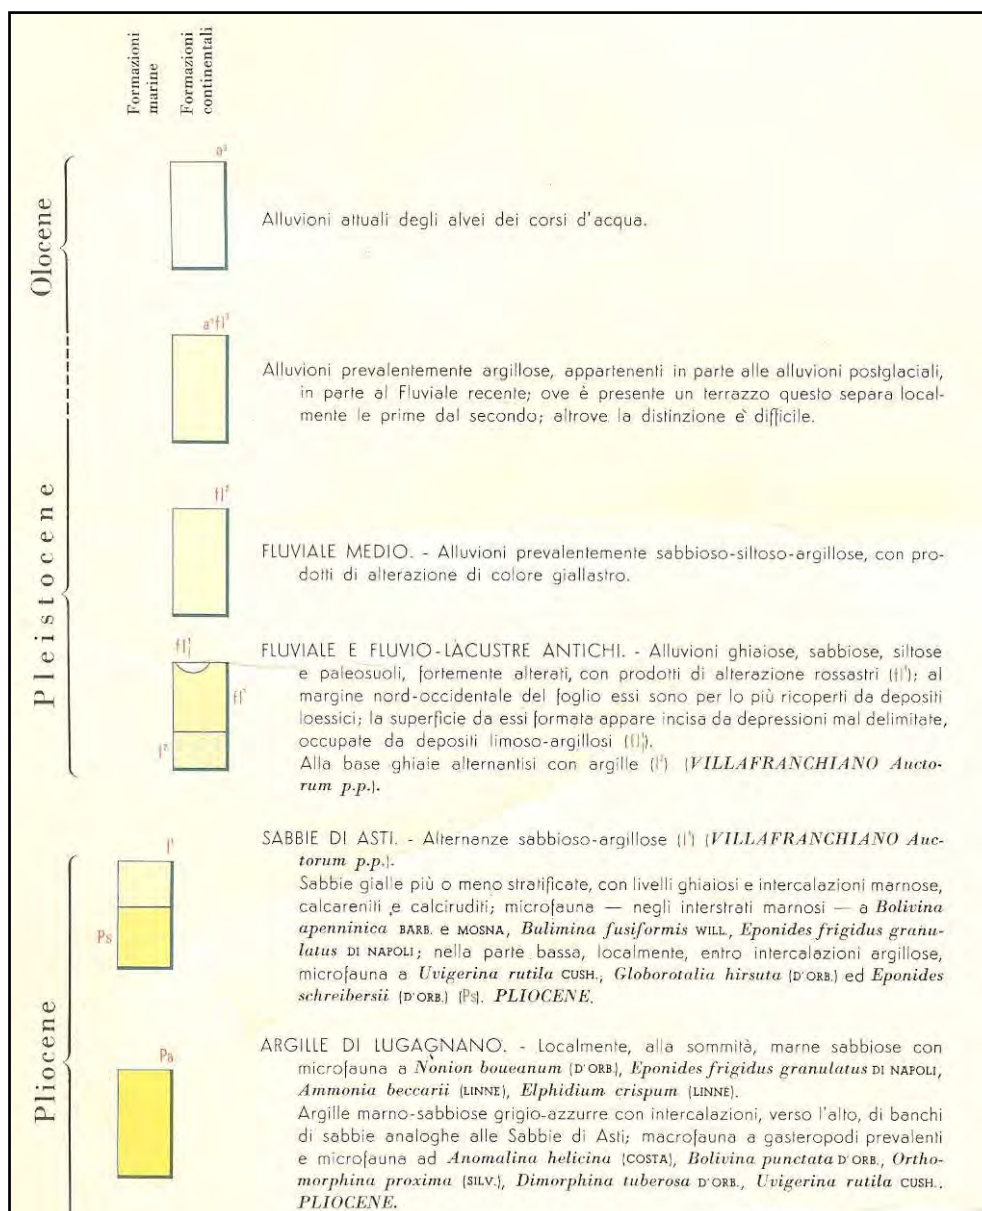 Formazioni
marine
Formazioni
continentali
Olocene
a³
Alluvioni attuali degli alvei dei corsi d'acqua.
fl³
Alluvioni prevalentemente argillose, appartenenti in parte alle alluvioni postglaciali,
in parte al Fluviale recente; ove è presente un terrazzo questo separa local-
mente le prime dal secondo; altrove la distinzione è difficile.
Pleistocene
fl²
FLUVIALE MEDIO. - Alluvioni prevalentemente sabbioso-siltoso-argillose, con pro-
dotti di alterazione di colore giallastro.
fl¹
l²
FLUVIALE E FLUVIO-LACUSTRE ANTICHI. - Alluvioni ghiaiose, sabbiose, siltose
e paleosuoli, fortemente alterati, con prodotti di alterazione rossastri (fl¹); al
margine nord-occidentale del foglio essi sono per lo più ricoperti da depositi
loessici; la superficie da essi formata appare incisa da depressioni mal delimitate,
occupate da depositi limoso-argillosi
Alla base ghiaie alternantisi con argille (l²) (VILLAFRANCHIANO Aucto-
rum p.p.).
Pliocene
l¹
Ps
SABBIE DI ASTI. - Alternanze sabbioso-argillose (l¹) (VILLAFRANCHIANO Auc-
torum p.p.).
Sabbie gialle più o meno stratificate, con livelli ghiaiosi e intercalazioni marnose,
calcareniti e calciruditi; microfauna — negli interstrati marnosi — a Bolivina
apenninica BARB. e MOSNA, Bulimina fusiformis WILL., Eponides frigidus granu-
latus DI NAPOLI; nella parte bassa, localmente, entro intercalazioni argillose,
microfauna a Uvigerina rutila CUSH., Globorotalia hirsuta (D'ORB.) ed Eponides
schreibersii (D'ORB.) (Ps). PLIOCENE.
Pa
ARGILLE DI LUGAGNANO. - Localmente, alla sommità, marne sabbiose con
microfauna a Nonion boueanum (D'ORB.), Eponides frigidus granulatus DI NAPOLI,
Ammonia beccarii (LINNE), Elphidium crispum (LINNE).
Argille marno-sabbiose grigio-azzurre con intercalazioni, verso l'alto, di banchi
di sabbie analoghe alle Sabbie di Asti; macrofauna a gasteropodi prevalenti
e microfauna ad Anomalina helicina (COSTA), Bolivina punctata D'ORB., Ortho-
morphina proxima (SILV.), Dimorphina tuberosa D'ORB., Uvigerina rutila CUSH..
PLIOCENE.